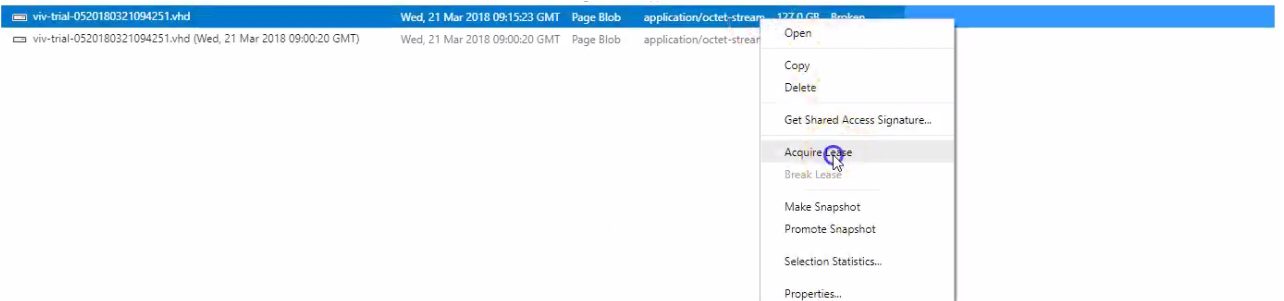 viv-trial-0520180321094251.vhd Wed, 21 Mar 2018 09:15:23 GMT Page Blob application/octet-stream 127.0 GB Broken
viv-trial-0520180321094251.vhd (Wed, 21 Mar 2018 09:00:20 GMT) Wed, 21 Mar 2018 09:00:20 GMT Page Blob application/octet-strear
Open
Copy
Delete
Get Shared Access Signature...
Acquire Lease
Break Lease
Make Snapshot
Promote Snapshot
Selection Statistics...
Properties...